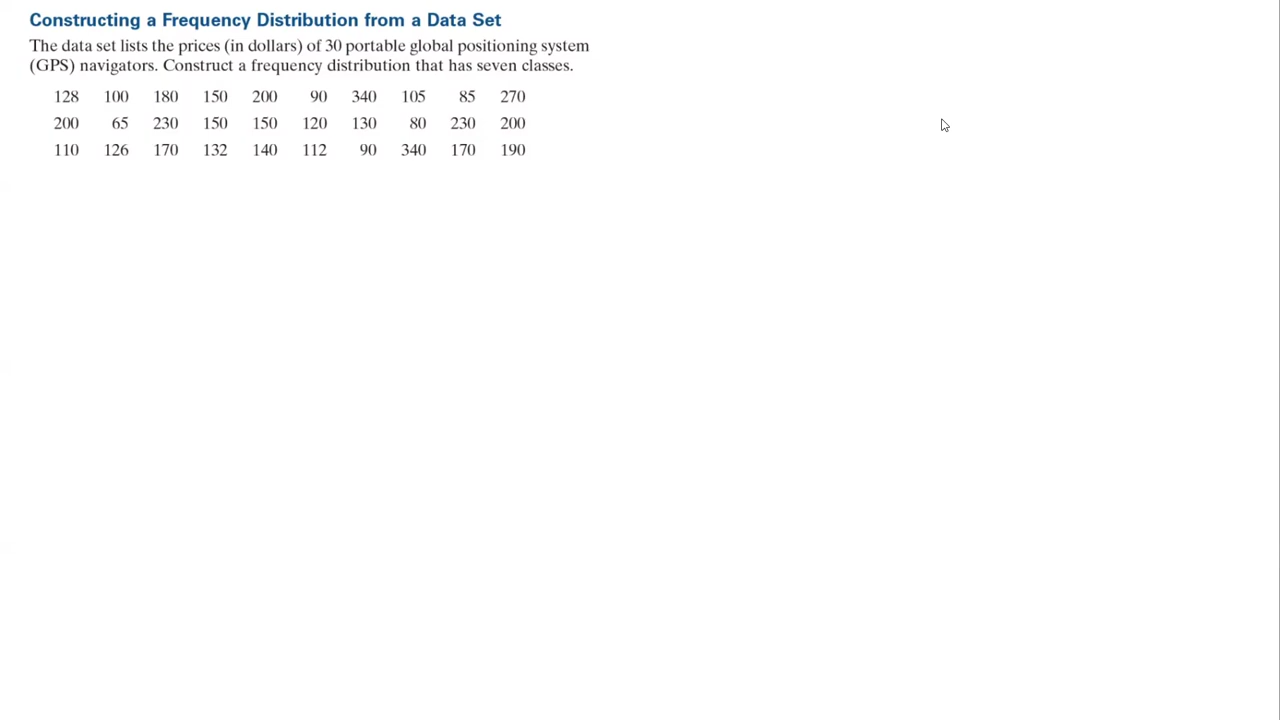 Constructing a Frequency Distribution from a Data Set
The data set lists the prices (in dollars) of 30 portable global positioning system
(GPS) navigators. Construct a frequency distribution that has seven classes.
128 100 180 150 200 90 340 105 85 270
200 65 230 150 150 120 130 80 230 200
110 126 170 132 140 112 90 340 170 190